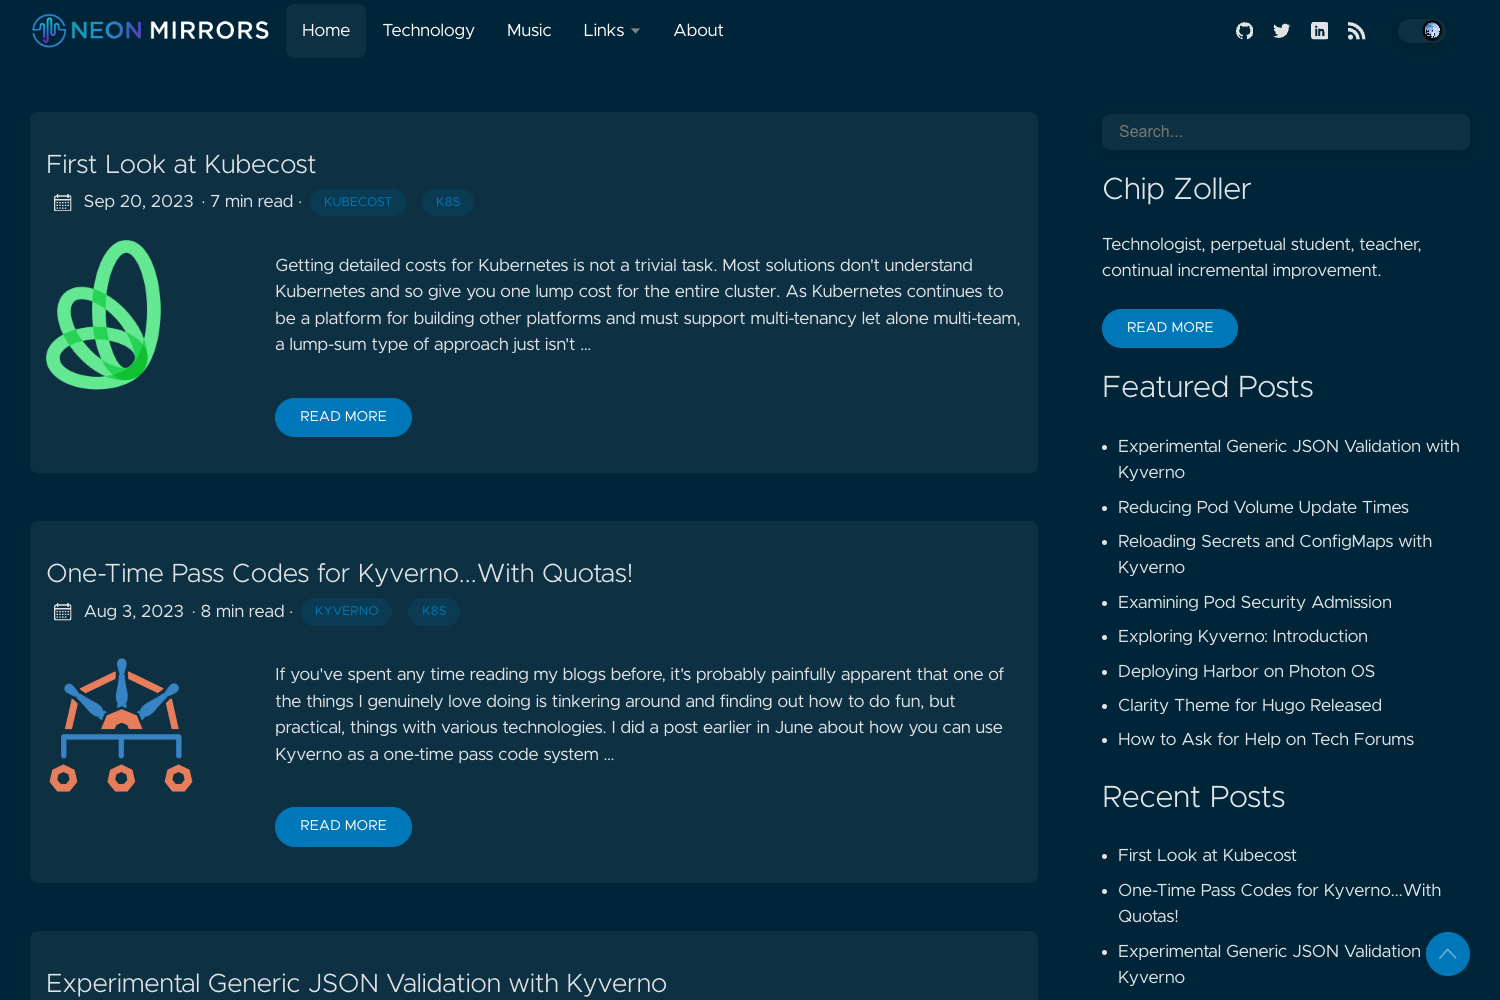 NEON MIRRORS
Home
Technology
Music
Links
About
First Look at Kubecost
Sep 20, 2023 · 7 min read ·
KUBECOST
K8S
Getting detailed costs for Kubernetes is not a trivial task. Most solutions don't understand
Kubernetes and so give you one lump cost for the entire cluster. As Kubernetes continues to
be a platform for building other platforms and must support multi-tenancy let alone multi-team,
a lump-sum type of approach just isn't ...
READ MORE
One-Time Pass Codes for Kyverno...With Quotas!
Aug 3, 2023 · 8 min read ·
KYVERNO
K8S
If you've spent any time reading my blogs before, it's probably painfully apparent that one of
the things I genuinely love doing is tinkering around and finding out how to do fun, but
practical, things with various technologies. I did a post earlier in June about how you can use
Kyverno as a one-time pass code system ...
READ MORE
Experimental Generic JSON Validation with Kyverno
Search...
Chip Zoller
Technologist, perpetual student, teacher,
continual incremental improvement.
READ MORE
Featured Posts
Experimental Generic JSON Validation with
Kyverno
Reducing Pod Volume Update Times
Reloading Secrets and ConfigMaps with
Kyverno
Examining Pod Security Admission
Exploring Kyverno: Introduction
Deploying Harbor on Photon OS
Clarity Theme for Hugo Released
How to Ask for Help on Tech Forums
Recent Posts
First Look at Kubecost
One-Time Pass Codes for Kyverno...With
Quotas!
Experimental Generic JSON Validation
Kyverno